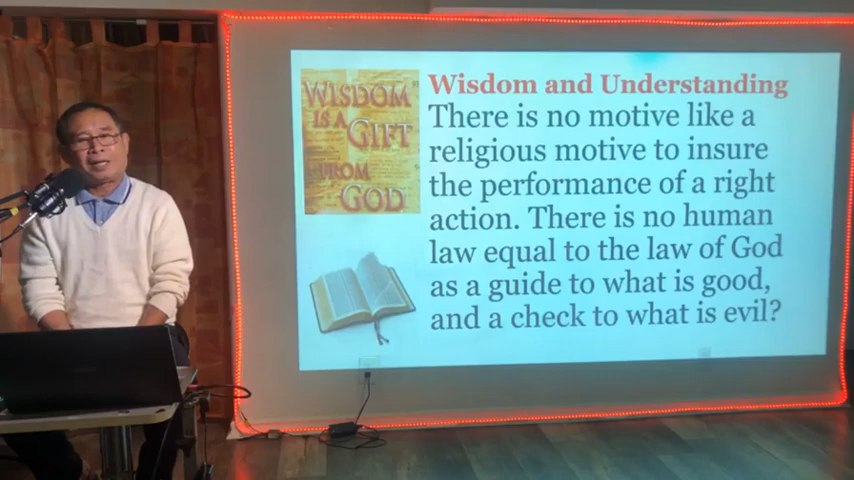 WISDOM
IS A GIFT
FROM
GOD
Wisdom and Understanding
There is no motive like a
religious motive to insure
the performance of a right
action. There is no human
law equal to the law of God
as a guide to what is good,
and a check to what is evil?